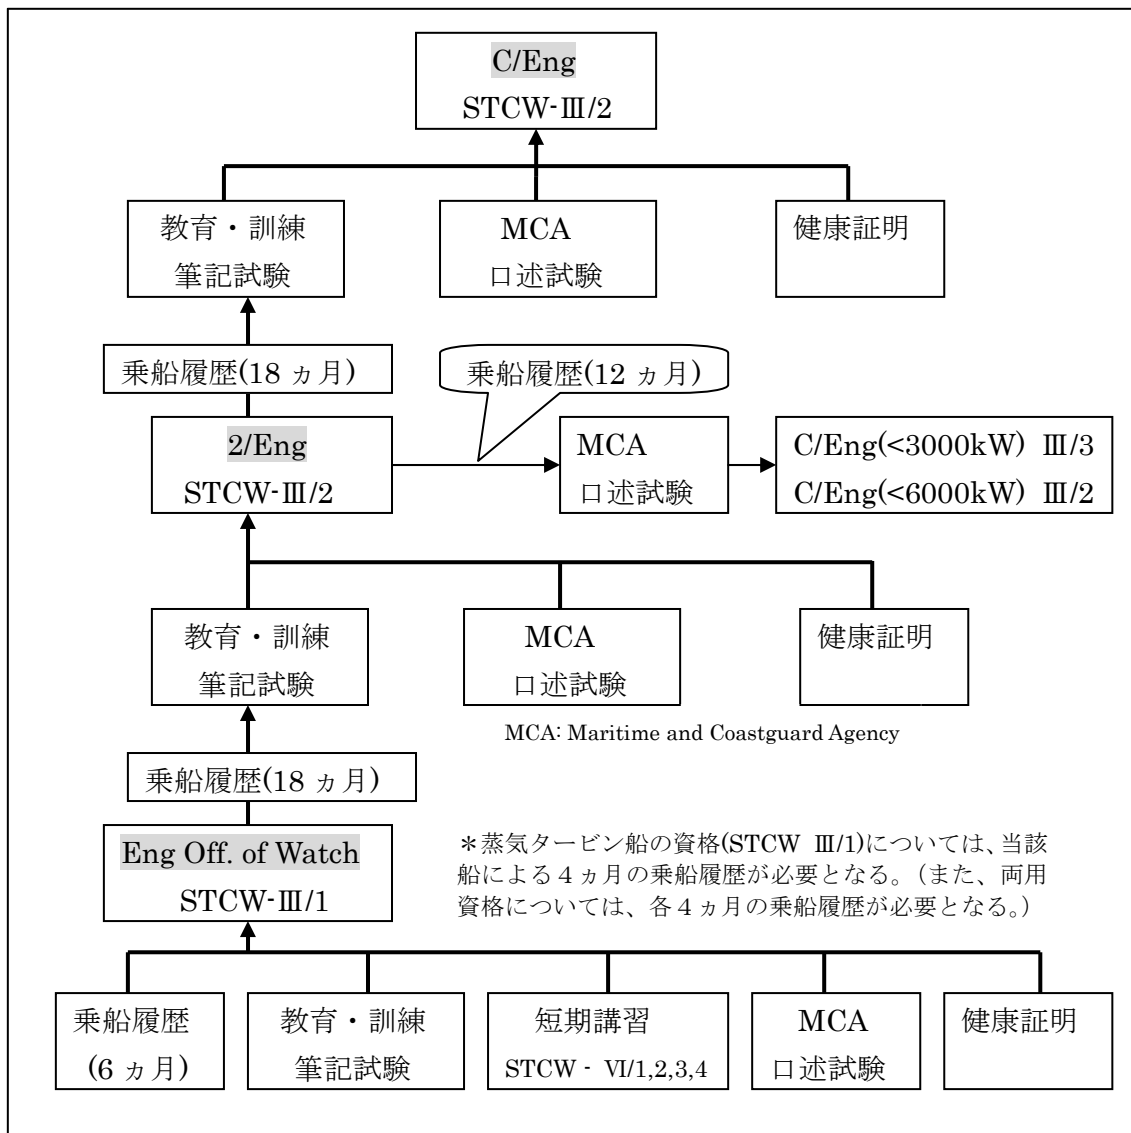 C/Eng
STCW-Ⅲ/2
教育・訓練
筆記試験
MCA
口述試験
健康証明
乗船履歴(18 ヵ月)
乗船履歴(12 ヵ月)
2/Eng
STCW-Ⅲ/2
MCA
口述試験
C/Eng(<3000kW) Ⅲ/3
C/Eng(<6000kW) Ⅲ/2
教育・訓練
筆記試験
MCA
口述試験
健康証明
MCA: Maritime and Coastguard Agency
乗船履歴(18 ヵ月)
Eng Off. of Watch
STCW-Ⅲ/1
＊蒸気タービン船の資格(STCW Ⅲ/1)については、当該
船による４ヵ月の乗船履歴が必要となる。（また、両用
資格については、各４ヵ月の乗船履歴が必要となる。）
乗船履歴
(6 ヵ月)
教育・訓練
筆記試験
短期講習
STCW - Ⅵ/1,2,3,4
MCA
口述試験
健康証明